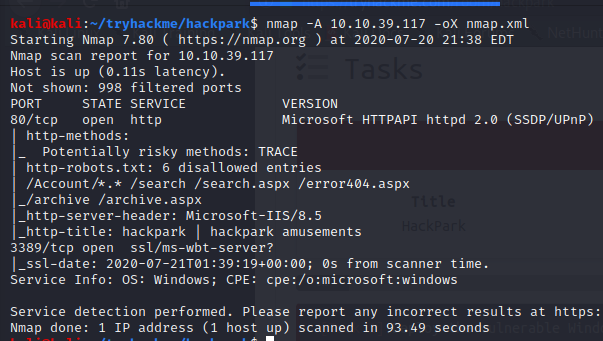 kali@kali:~/tryhackme/hackpark$ nmap -A 10.10.39.117 -oX nmap.xml
Starting Nmap 7.80 ( https://nmap.org ) at 2020-07-20 21:38 EDT
Nmap scan report for 10.10.39.117
Host is up (0.11s latency).
Not shown: 998 filtered ports
PORT     STATE SERVICE            VERSION
80/tcp   open  http               Microsoft HTTPAPI httpd 2.0 (SSDP/UPnP)
| http-methods:
|_  Potentially risky methods: TRACE
| http-robots.txt: 6 disallowed entries
| /Account/*.* /search /search.aspx /error404.aspx
|_/archive /archive.aspx
|_http-server-header: Microsoft-IIS/8.5
|_http-title: hackpark | hackpark amusements
3389/tcp open  ssl/ms-wbt-server?
|_ssl-date: 2020-07-21T01:39:19+00:00; 0s from scanner time.
Service Info: OS: Windows; CPE: cpe:/o:microsoft:windows

Service detection performed. Please report any incorrect results at https:
Nmap done: 1 IP address (1 host up) scanned in 93.49 seconds
kali@kali:~/tryhackme/hackpark$
Tasks
Title
HackPark